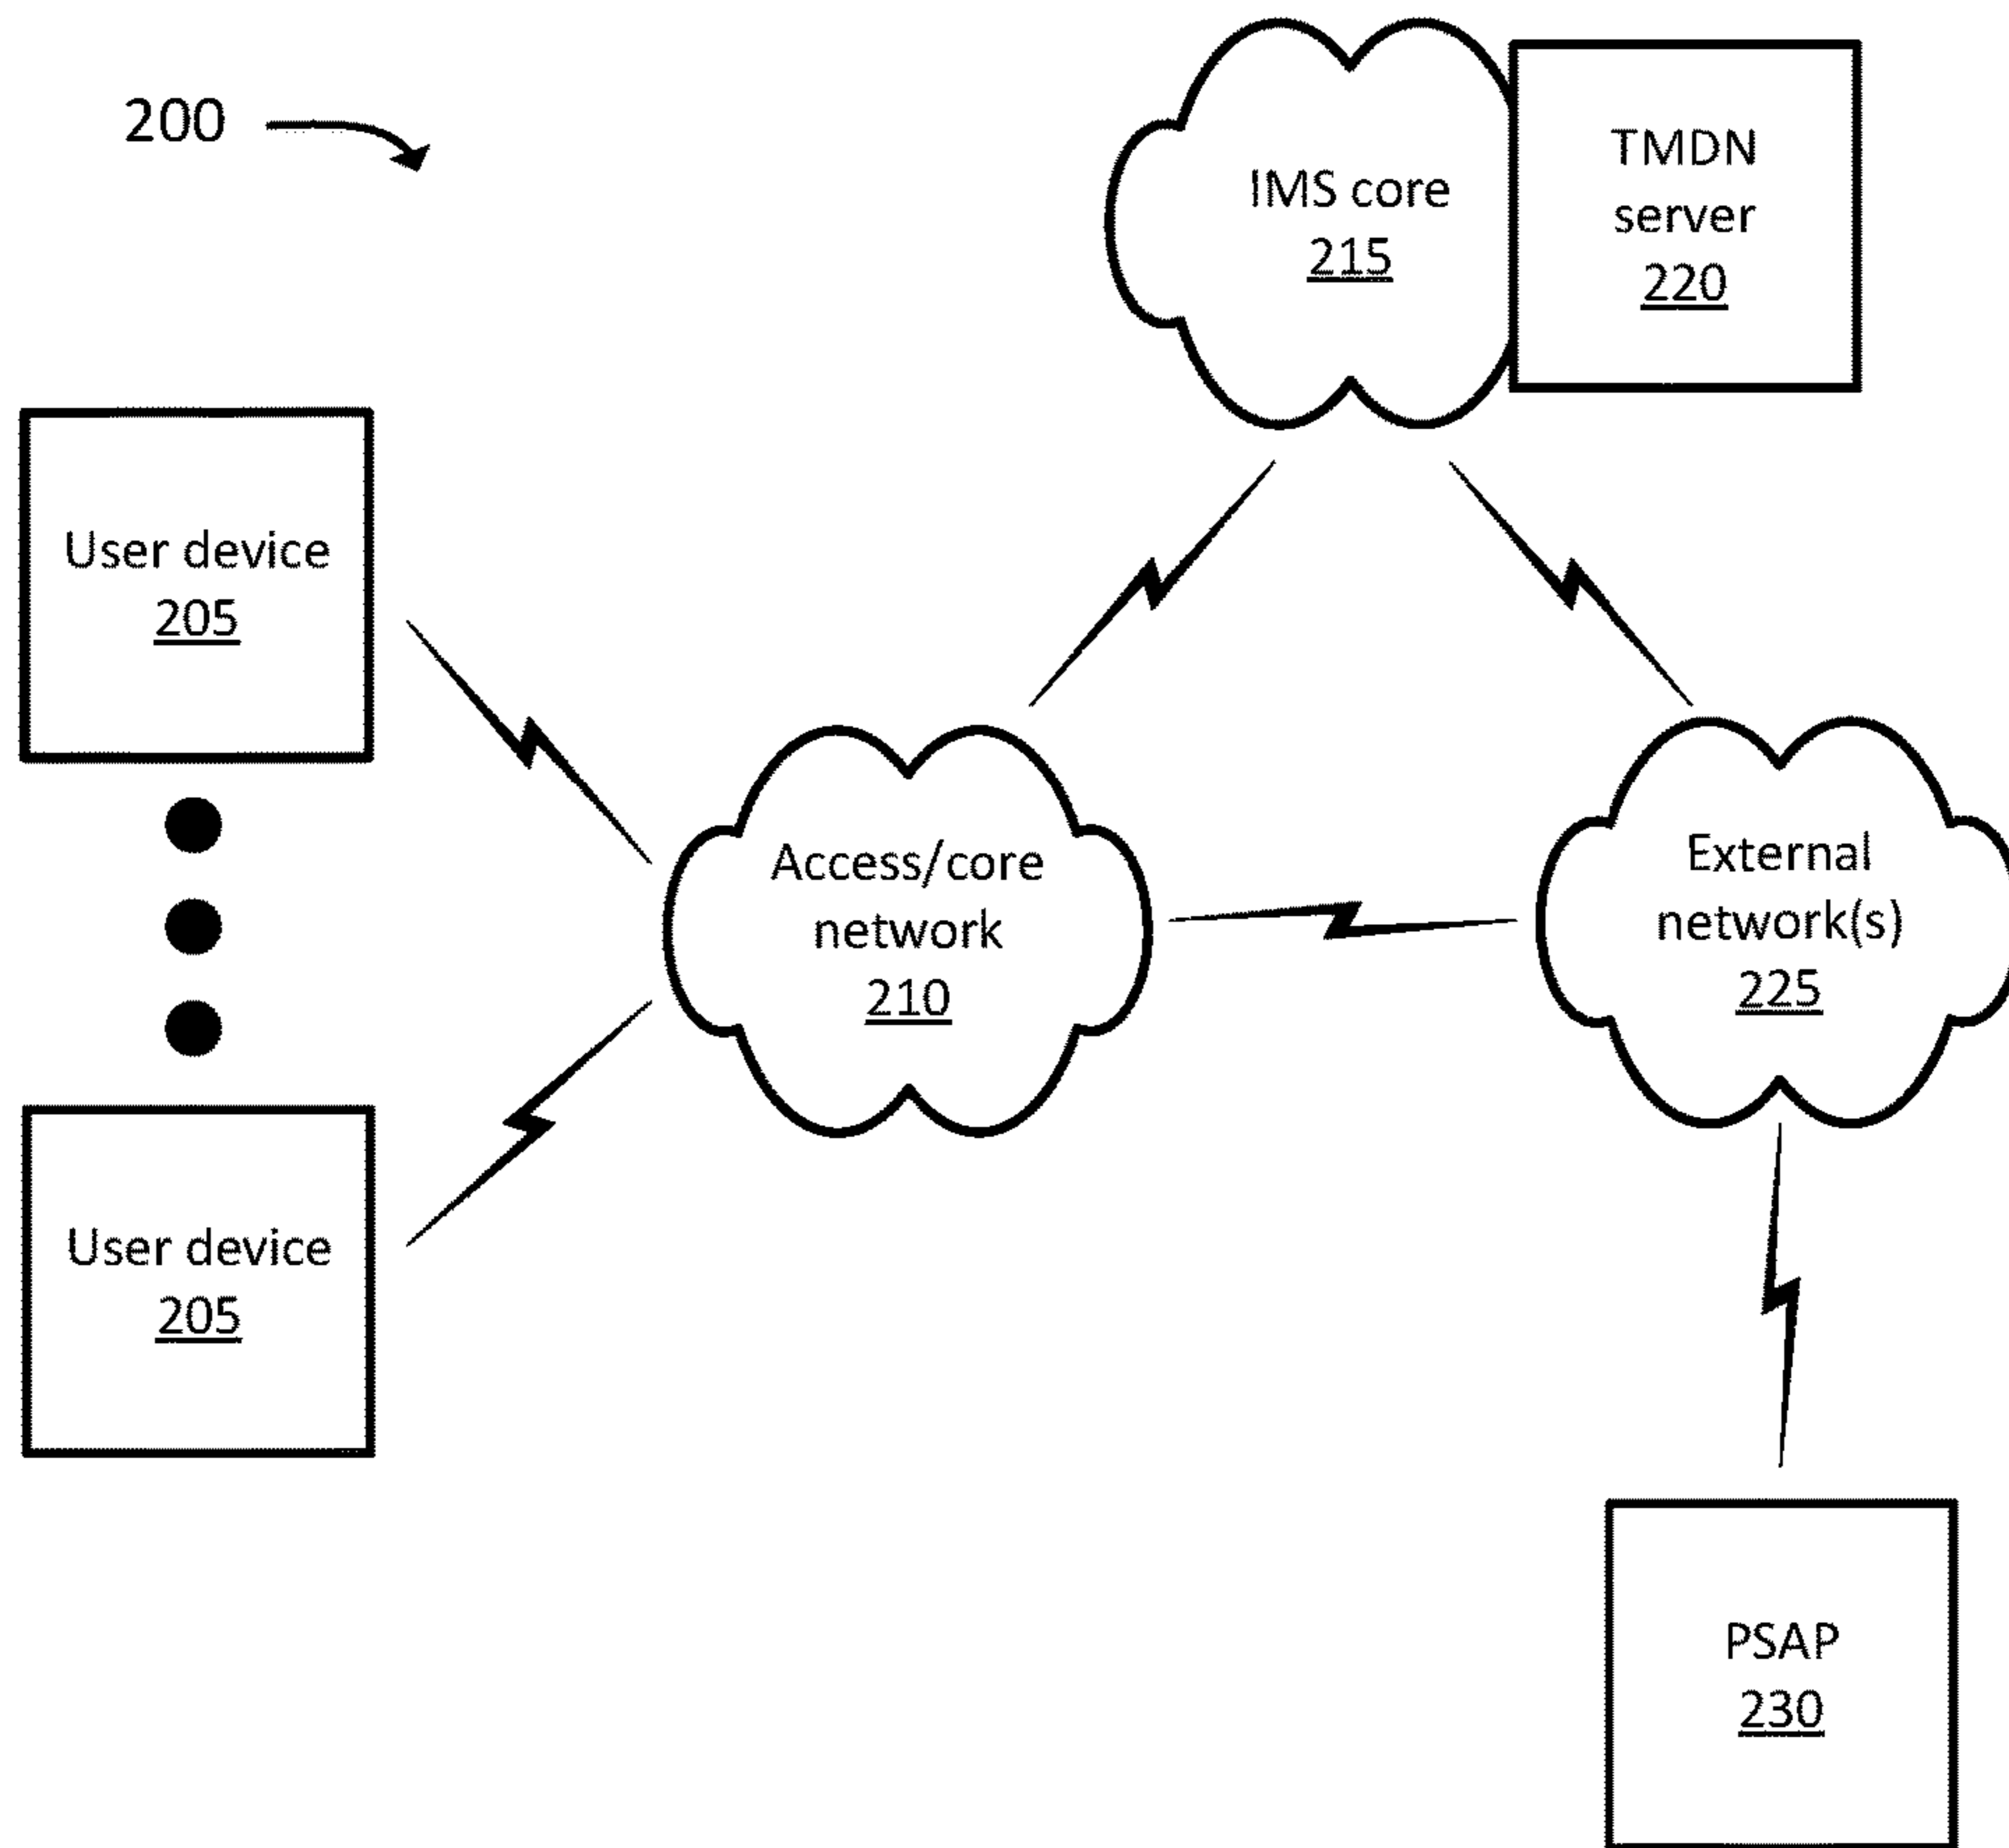 200
IMS core
215
TMDN
server
220
User device
205
Access/core
network
210
External
network(s)
225
User device
205
PSAP
230